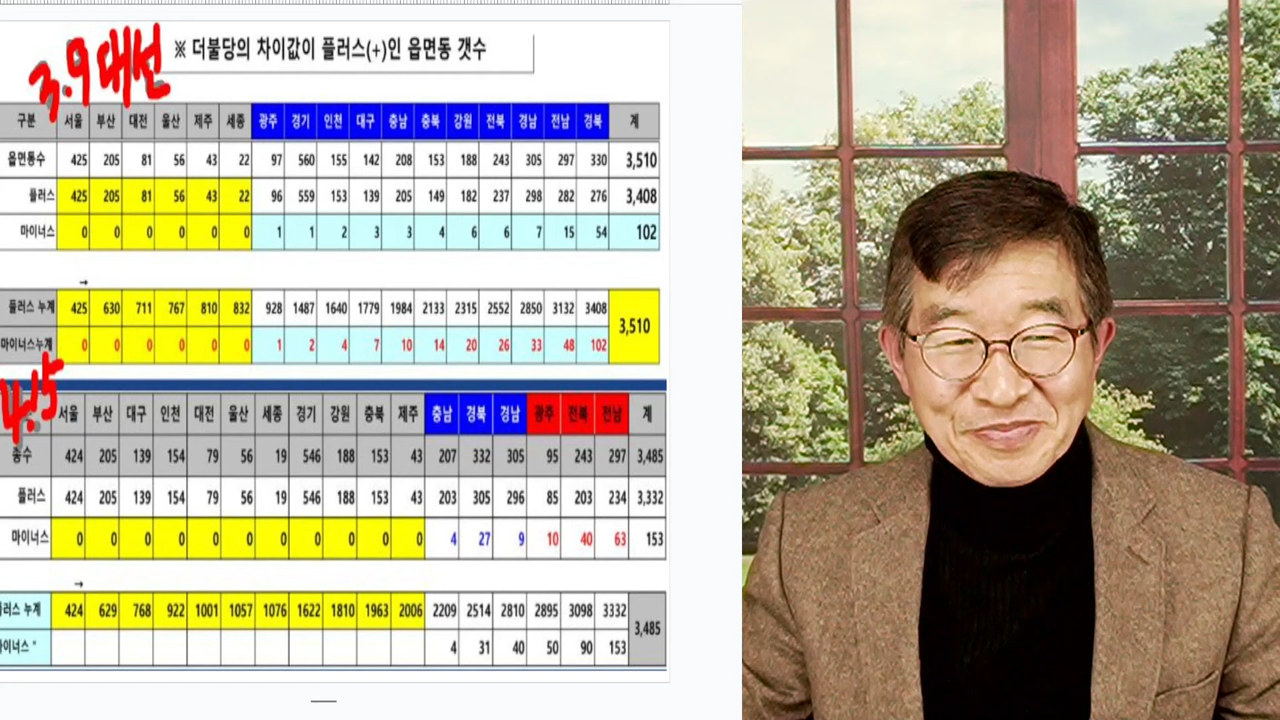 3.9 대선
※ 더불당의 차이값이 플러스(+)인 읍면동 갯수
구분 서울 부산 대전 울산 제주 세종 광주 경기 인천 대구 충남 충북 강원 전북 경남 전남 경북 계
읍면동수 425 205 81 56 43 22 97 560 155 142 208 153 188 243 305 297 330 3,510
플러스 425 205 81 56 43 22 96 559 153 139 205 149 182 237 298 282 276 3,408
마이너스 0 0 0 0 0 0 1 1 2 3 3 4 6 6 7 15 54 102
→
플러스 누계 425 630 711 767 810 832 928 1487 1640 1779 1984 2133 2315 2552 2850 3132 3408 3,510
마이너스누계 0 0 0 0 0 0 1 2 4 7 10 14 20 26 33 48 102
4.15
서울 부산 대구 인천 대전 울산 세종 경기 강원 충북 제주 충남 경북 경남 광주 전북 전남 계
총수 424 205 139 154 79 56 19 546 188 153 43 207 332 305 95 243 297 3,485
플러스 424 205 139 154 79 56 19 546 188 153 43 203 305 296 85 203 234 3,332
마이너스 0 0 0 0 0 0 0 0 0 0 0 4 27 9 10 40 63 153
→
러스 누계 424 629 768 922 1001 1057 1076 1622 1810 1963 2006 2209 2514 2810 2895 3098 3332 3,485
이너스 " 4 31 40 50 90 153